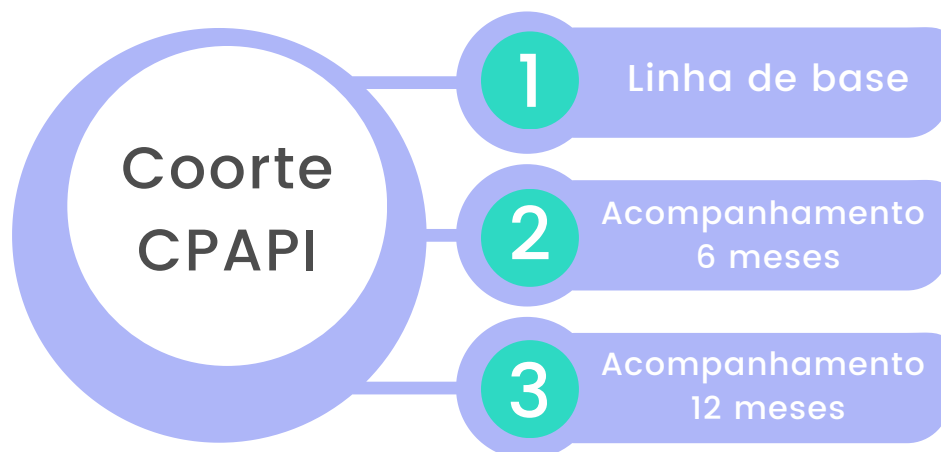 Coorte
CPAPI
1
Linha de base
2
Acompanhamento
6 meses
3
Acompanhamento
12 meses